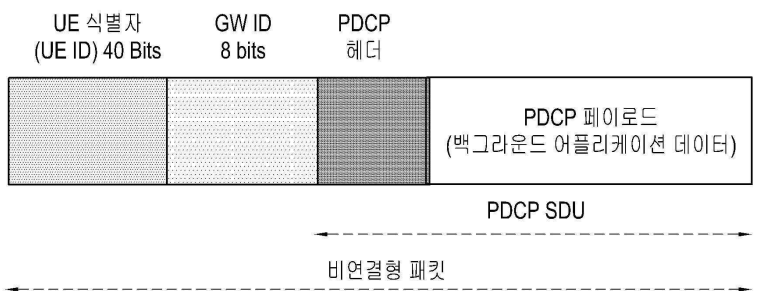 UE 식별자
(UE ID) 40 Bits
GW ID
8 bits
PDCP
헤더
PDCP 페이로드
(백그라운드 어플리케이션 데이터)
PDCP SDU
비연결형 패킷